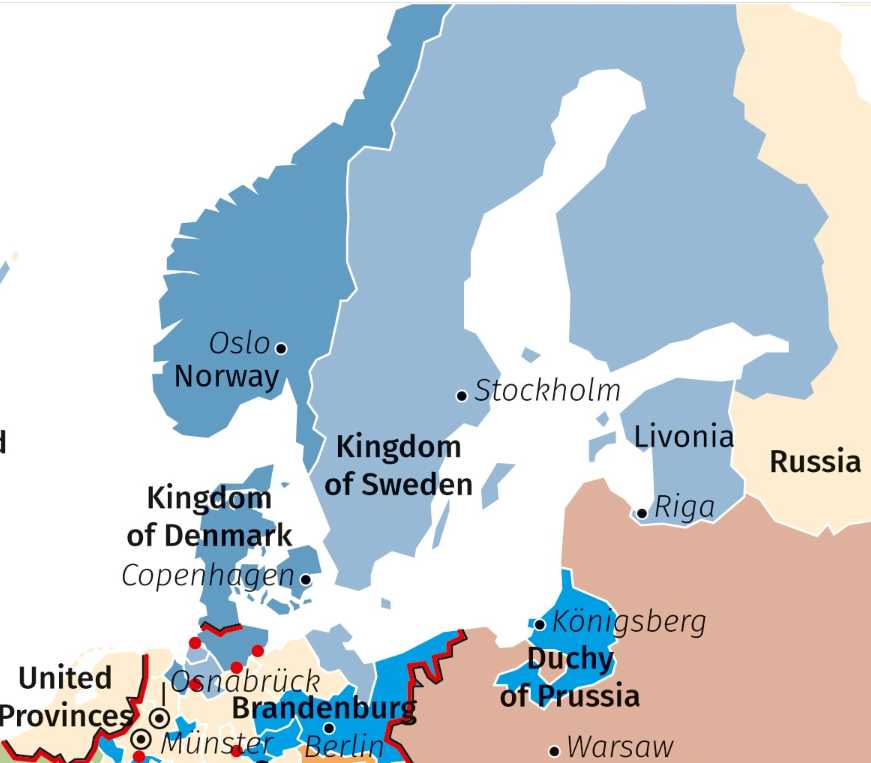 Oslo
Norway
Stockholm
d
Kingdom
of Sweden
Livonia
Russia
Kingdom
of Denmark
Riga
Copenhagen
Königsberg
Duchy
of Prussia
United
Provinces
Osnabrück
Brandenburg
Münster
Berlin
Warsaw